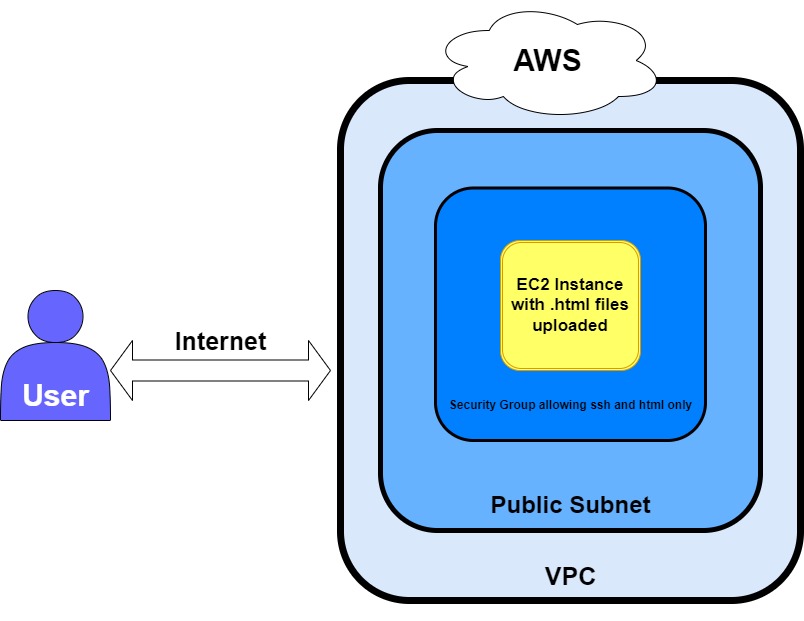 AWS
EC2 Instance
with .html files
uploaded
Internet
User
Security Group allowing ssh and html only
Public Subnet
VPC